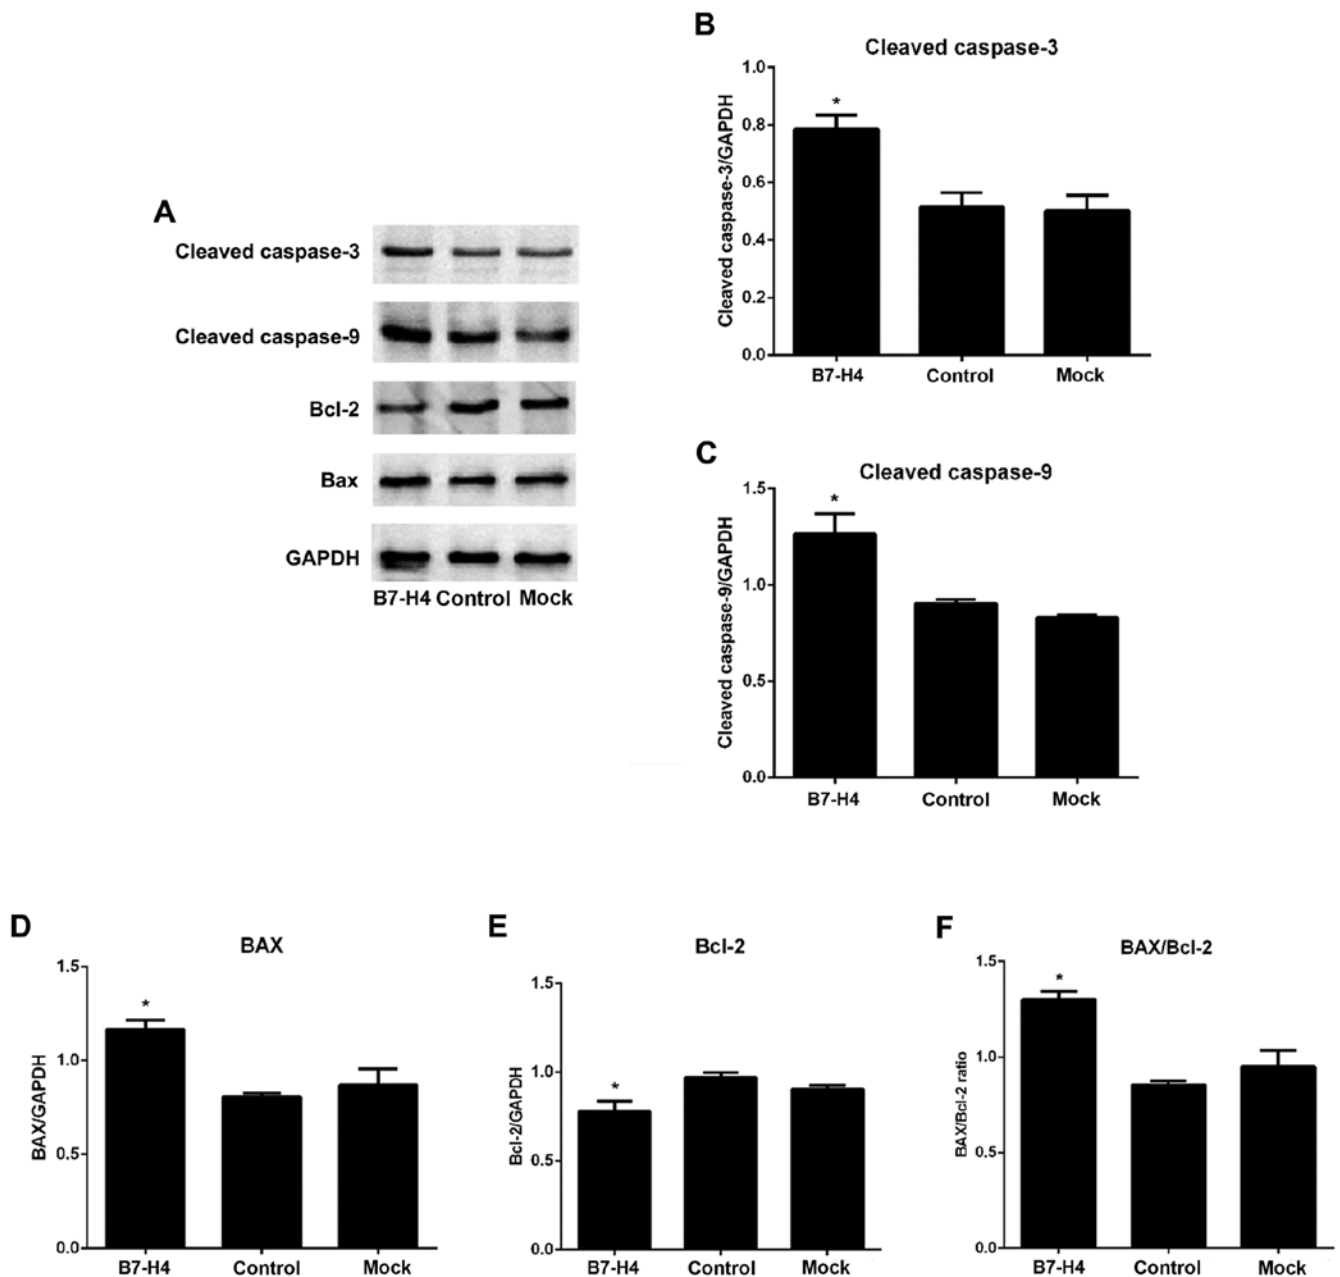 A
Cleaved caspase-3
Cleaved caspase-9
Bcl-2
Bax
GAPDH
B7-H4 Control Mock
B
Cleaved caspase-3
Cleaved caspase-3/GAPDH
1.0
0.8
0.6
0.4
0.2
0.0
*
B7-H4 Control Mock
C
Cleaved caspase-9
Cleaved caspase-9/GAPDH
1.5
1.0
0.5
0.0
*
B7-H4 Control Mock
D
BAX
BAX/GAPDH
1.5
1.0
0.5
0.0
*
B7-H4 Control Mock
E
Bcl-2
Bcl-2/GAPDH
1.5
1.0
0.5
0.0
*
B7-H4 Control Mock
F
BAX/Bcl-2
BAX/Bcl-2 ratio
1.5
1.0
0.5
0.0
*
B7-H4 Control Mock